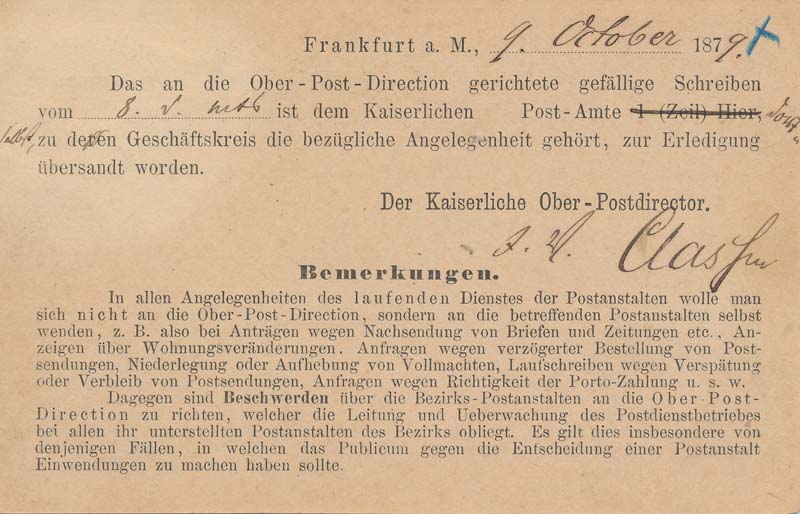 Frankfurt a. M., 9. October 1879.
Das an die Ober-Post-Direction gerichtete gefällige Schreiben
vom 8. d. mts ist dem Kaiserlichen Post-Amte 1 (Zeil) Hier,
zu deßen Geschäftskreis die bezügliche Angelegenheit gehört, zur Erledigung
übersandt worden.
Der Kaiserliche Ober-Postdirector.
Bemerkungen.
In allen Angelegenheiten des laufenden Dienstes der Postanstalten wolle man
sich nicht an die Ober-Post-Direction, sondern an die betreffenden Postanstalten selbst
wenden, z. B. also bei Anträgen wegen Nachsendung von Briefen und Zeitungen etc., An-
zeigen über Wohnungsveränderungen, Anfragen wegen verzögerter Bestellung von Post-
sendungen, Niederlegung oder Aufhebung von Vollmachten, Laufschreiben wegen Verspätung
oder Verbleib von Postsendungen, Anfragen wegen Richtigkeit der Porto-Zahlung u. s. w.
Dagegen sind Beschwerden über die Bezirks-Postanstalten an die Ober-Post-
Direction zu richten, welcher die Leitung und Ueberwachung des Postdienstbetriebes
bei allen ihr unterstellten Postanstalten des Bezirks obliegt. Es gilt dies insbesondere von
denjenigen Fällen, in welchen das Publicum gegen die Entscheidung einer Postanstalt
Einwendungen zu machen haben sollte.